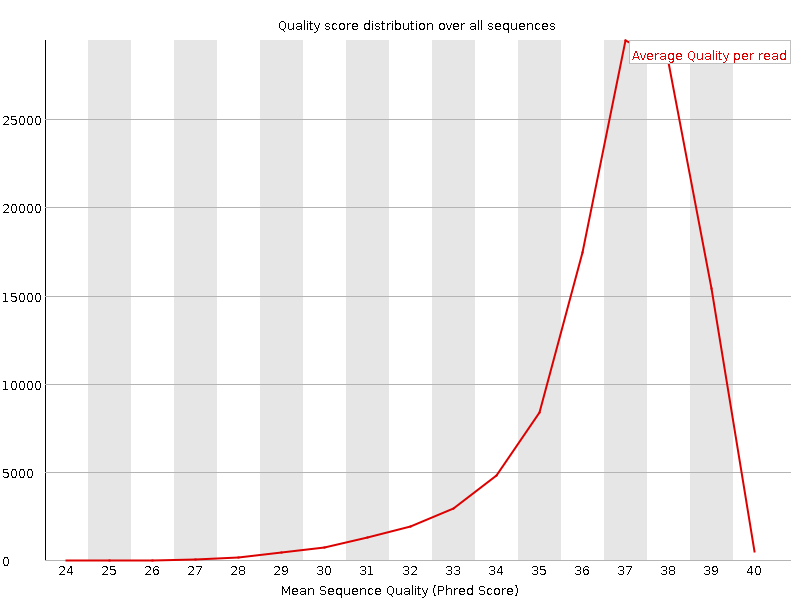 Quality score distribution over all sequences
Average Quality per read
25000
20000
15000
10000
5000
0
24 25 26 27 28 29 30 31 32 33 34 35 36 37 38 39 40
Mean Sequence Quality (Phred Score)